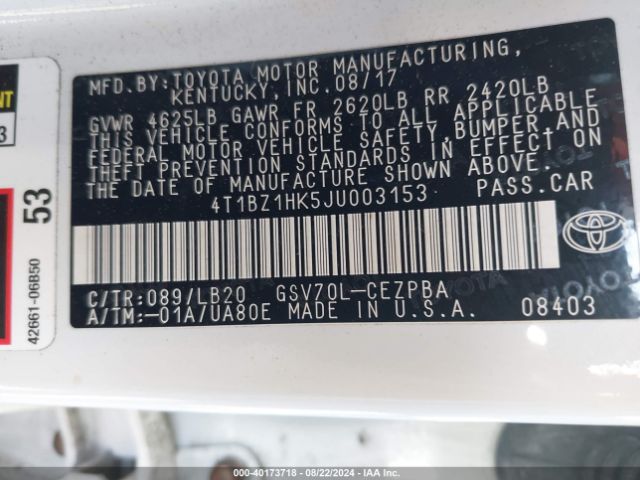 MFD.BY:TOYOTA MOTOR MANUFACTURING,
KENTUCKY,INC.08/17
GVWR 4625LB GAWR FR 2620LB RR 2420LB
THIS VEHICLE CONFORMS TO ALL APPLICABLE
FEDERAL MOTOR VEHICLE SAFETY,BUMPER,AND
THEFT PREVENTION STANDARDS IN EFFECT ON
THE DATE OF MANUFACTURE SHOWN ABOVE.
4T1BZ1HK5JU003153 PASS.CAR
C/TR:089/LB20 GSV70L-CEZPBA
A/TM:-01A/UA80E MADE IN U.S.A. 08403
53
42661-06B50
3
TOYOTA
000-40173718 - 08/22/2024 - IAA Inc.